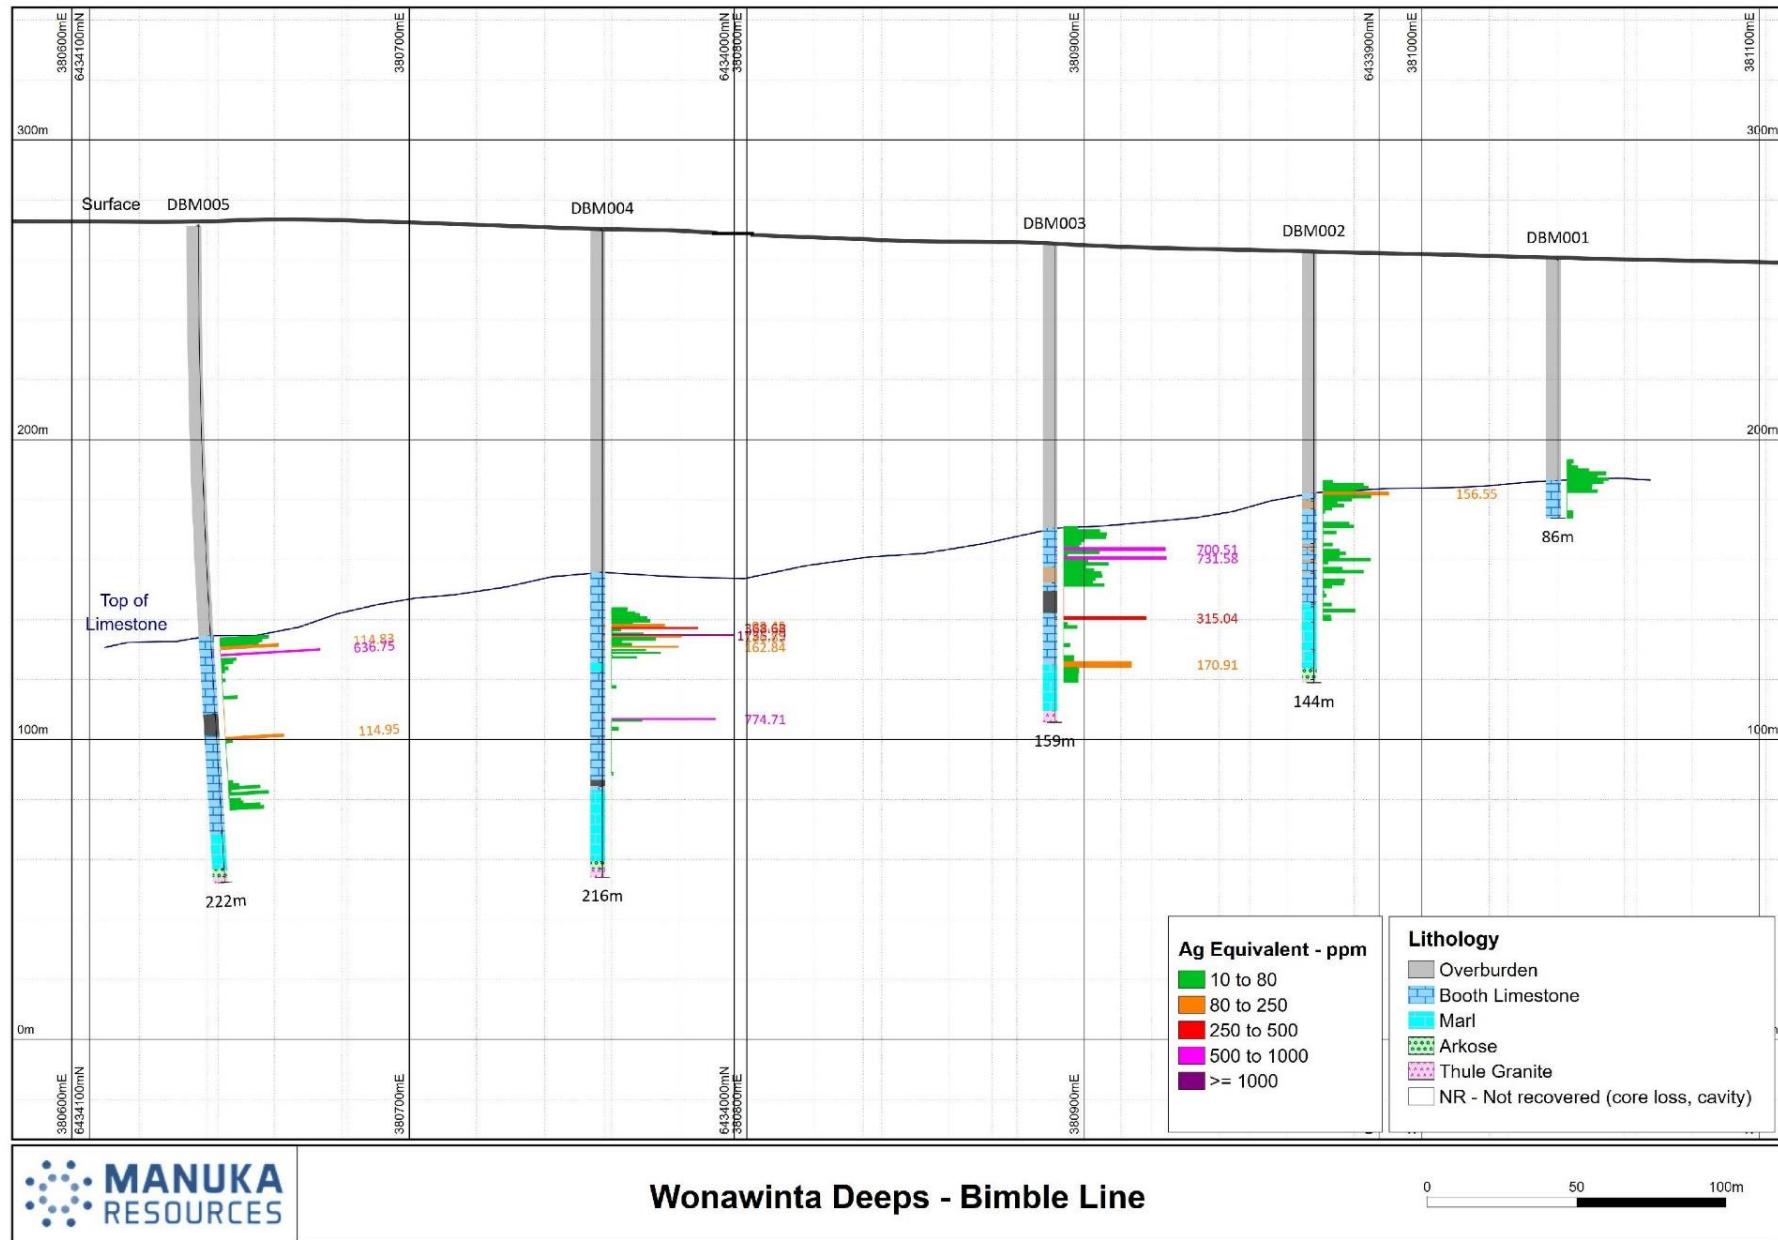 380600mE
6434100mN
380700mE
6434000mN
380800mE
380900mE
6433900mN
381000mE
381100mE
300m
300m
Surface
DBM005
DBM004
DBM003
DBM002
DBM001
200m
200m
156.55
86m
700.51
731.58
Top of
Limestone
114.83
636.75
162.84
315.04
170.91
144m
774.71
114.95
100m
100m
159m
222m
216m
0m
Ag Equivalent - ppm
10 to 80
80 to 250
250 to 500
500 to 1000
>= 1000
Lithology
Overburden
Booth Limestone
Marl
Arkose
Thule Granite
NR - Not recovered (core loss, cavity)
380600mE
6434100mN
380700mE
6434000mN
380800mE
380900mE
MANUKA
RESOURCES
Wonawinta Deeps - Bimble Line
0 50 100m